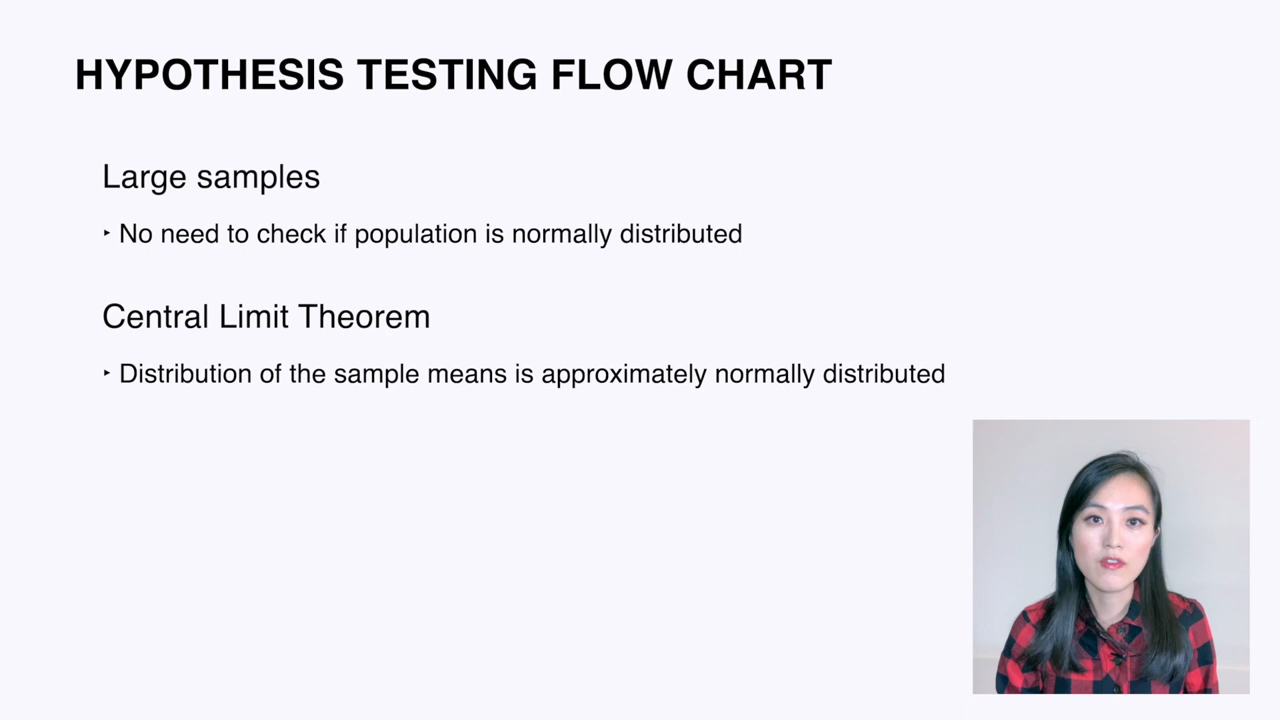 HYPOTHESIS TESTING FLOW CHART
Large samples
‣ No need to check if population is normally distributed
Central Limit Theorem
‣ Distribution of the sample means is approximately normally distributed